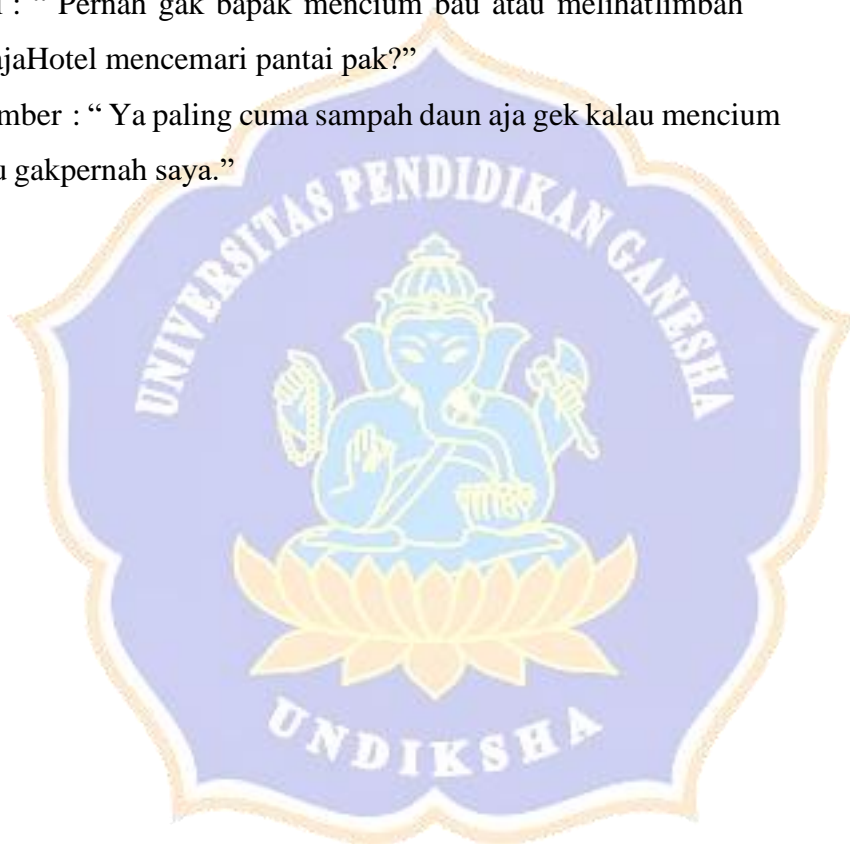 : “ Pernah gak bapak mencium bau atau melihatlimbah
ajaHotel mencemari pantai pak?”
mber : “ Ya paling cuma sampah daun aja gek kalau mencium
u gakpernah saya.”
UNIVERSITAS PENDIDIKAN GANESHA
UNDIKSHA